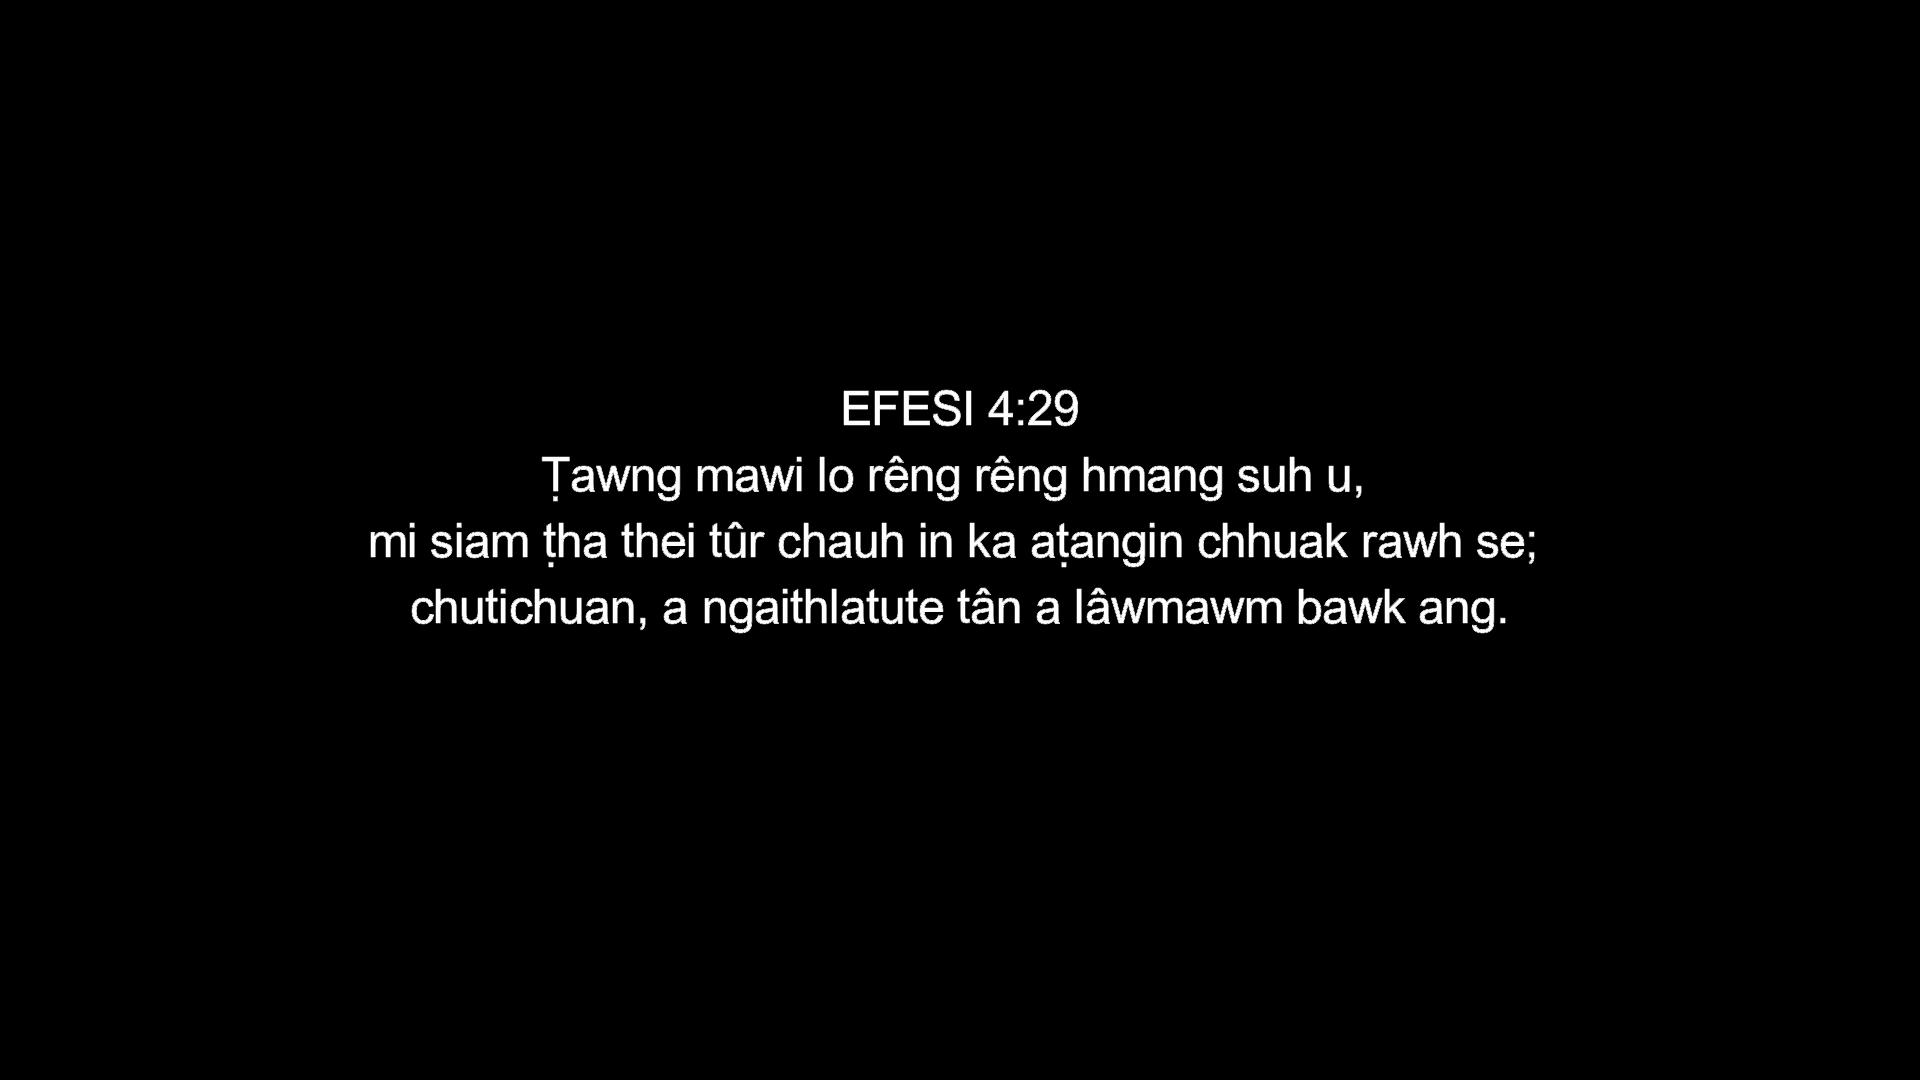 EFESI 4:29
Ṭawng mawi lo rêng rêng hmang suh u,
mi siam ṭha thei tûr chauh in ka aṭangin chhuak rawh se;
chutichuan, a ngaithlatute tân a lâwmawm bawk ang.